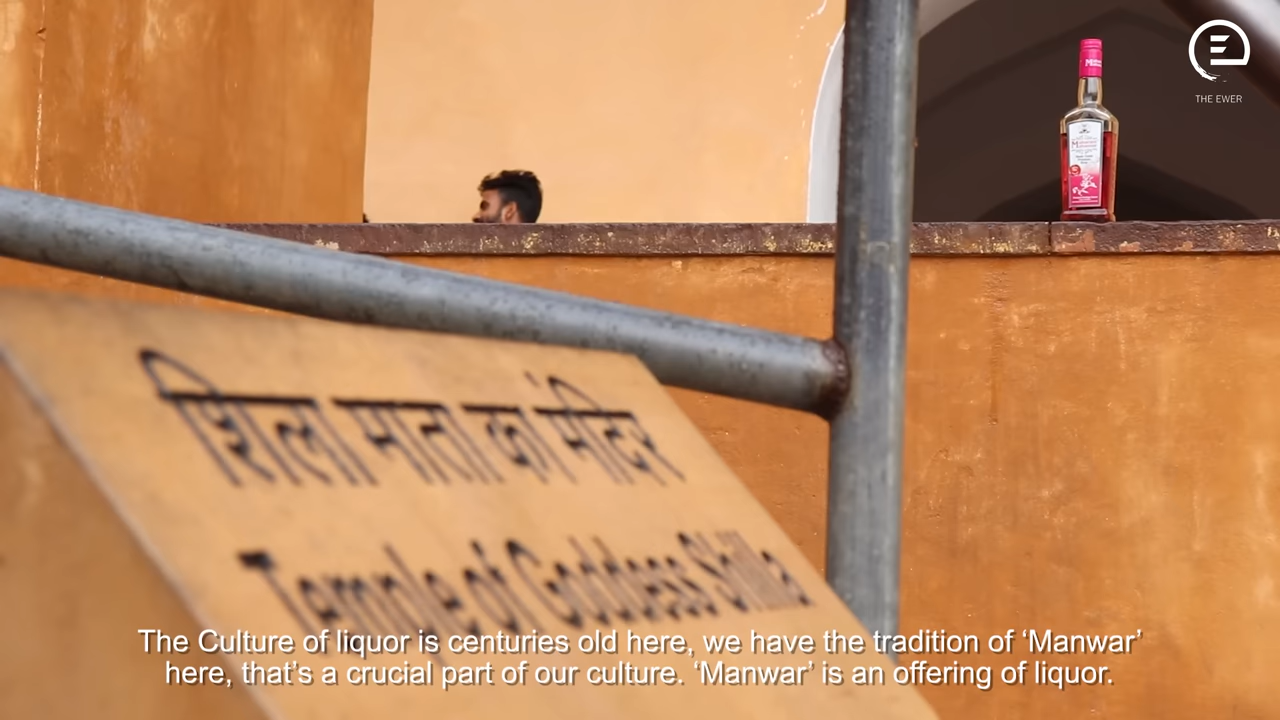 THE EWER
शिला माता का मंदिर
Temple of Goddess Shilla
The Culture of liquor is centuries old here, we have the tradition of ‘Manwar’
here, that’s a crucial part of our culture. ‘Manwar’ is an offering of liquor.